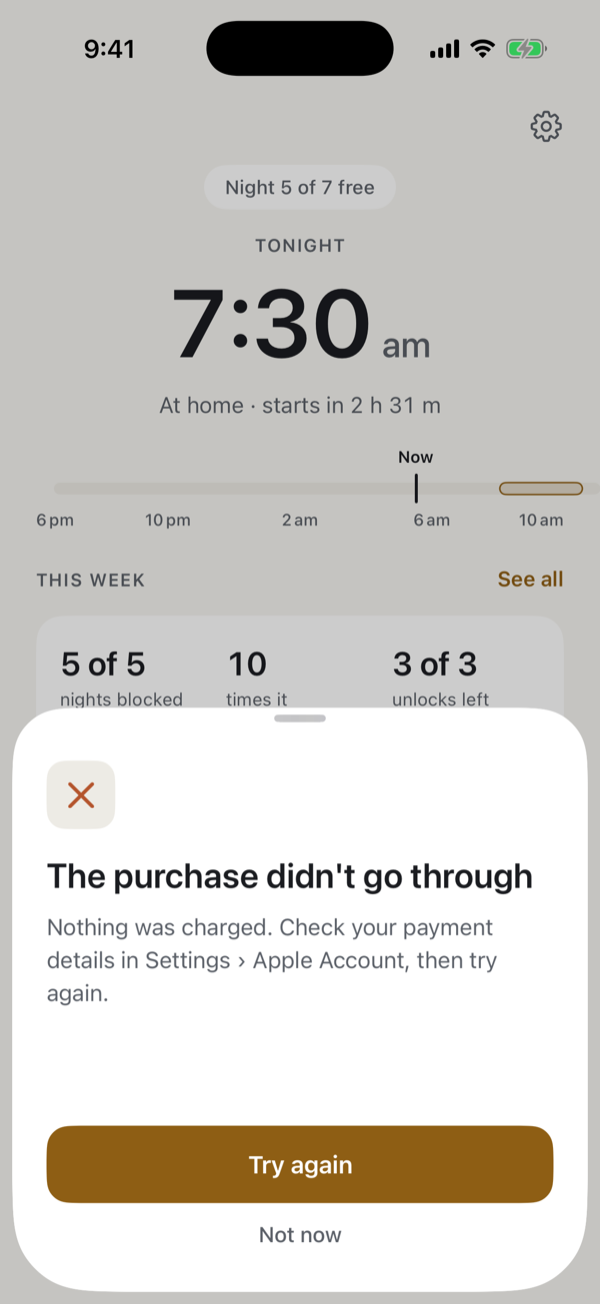 9:41
Night 5 of 7 free
TONIGHT
7:30 am
At home · starts in 2 h 31 m
Now
6 pm 10 pm 2 am 6 am 10 am
THIS WEEK See all
5 of 5 10 3 of 3
nights blocked times it unlocks left
The purchase didn't go through
Nothing was charged. Check your payment
details in Settings › Apple Account, then try
again.
Try again
Not now